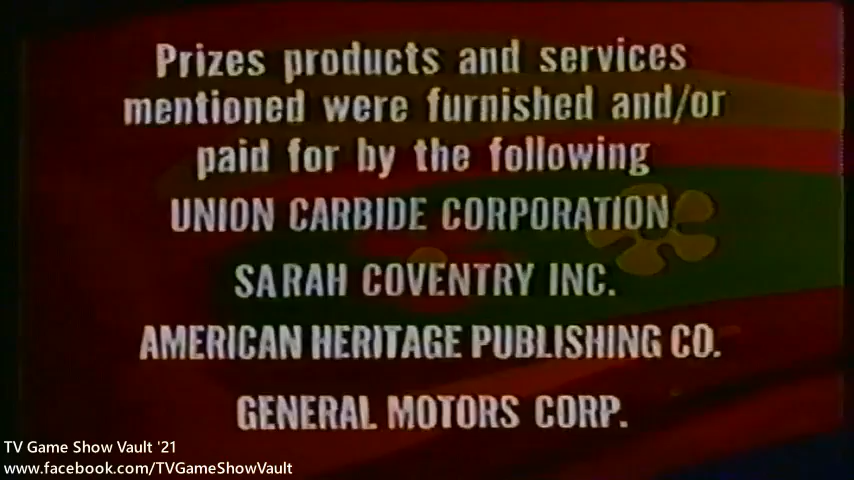 Prizes products and services
mentioned were furnished and/or
paid for by the following
UNION CARBIDE CORPORATION
SARAH COVENTRY INC.
AMERICAN HERITAGE PUBLISHING CO.
GENERAL MOTORS CORP.
TV Game Show Vault '21
www.facebook.com/TVGameShowVault